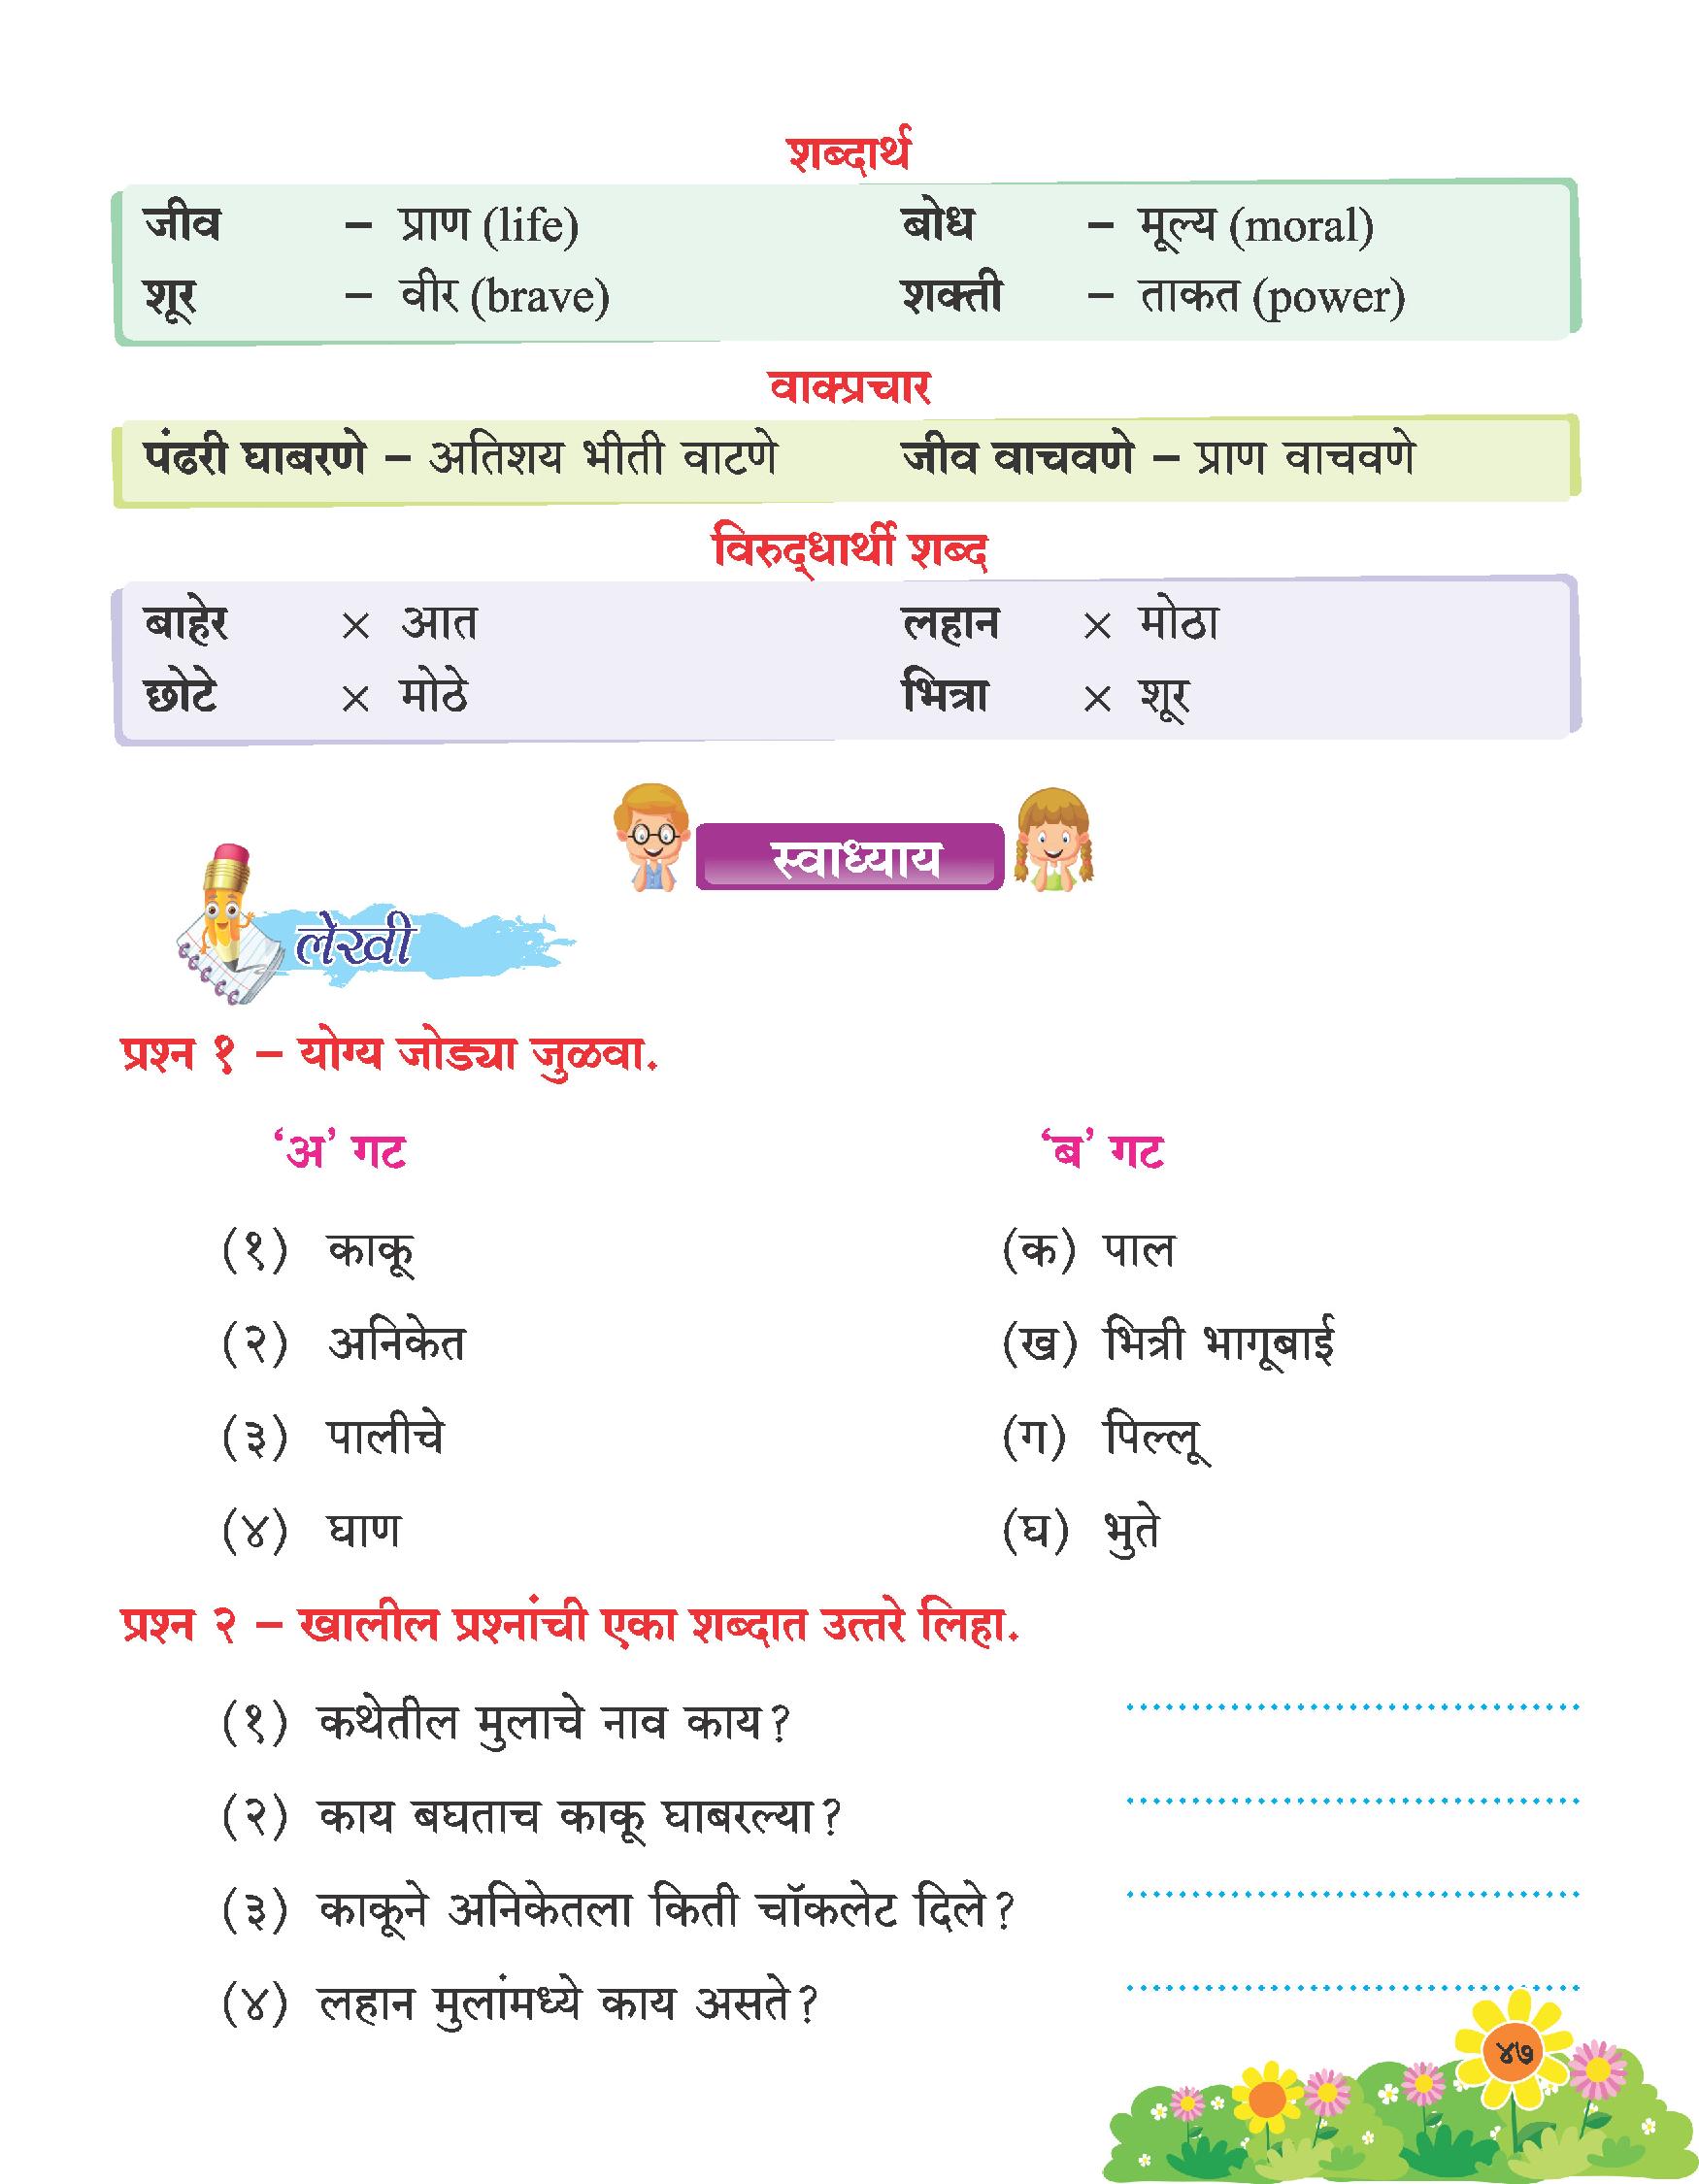 शब्दार्थ
जीव – प्राण (life) बोध – मूल्य (moral)
शूर – वीर (brave) शक्ती – ताकत (power)
वाक्प्रचार
पंढरी घाबरणे – अतिशय भीती वाटणे जीव वाचवणे – प्राण वाचवणे
विरुद्धार्थी शब्द
बाहेर × आत लहान × मोठा
छोटे × मोठे भित्रा × शूर
स्वाध्याय
लेखी
प्रश्न १ – योग्य जोड्या जुळवा.
‘अ’ गट ‘ब’ गट
(१) काकू (क) पाल
(२) अनिकेत (ख) भित्री भागूबाई
(३) पालीचे (ग) पिल्लू
(४) घाण (घ) भुते
प्रश्न २ – खालील प्रश्नांची एका शब्दात उत्तरे लिहा.
(१) कथेतील मुलाचे नाव काय?
(२) काय बघताच काकू घाबरल्या?
(३) काकूने अनिकेतला किती चॉकलेट दिले?
(४) लहान मुलांमध्ये काय असते?
४७